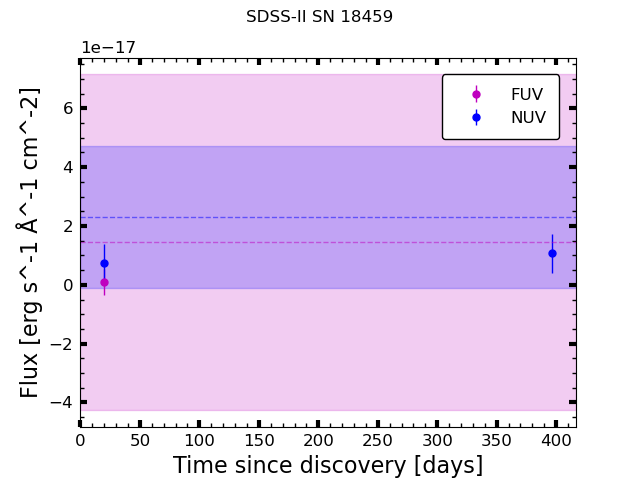 SDSS-II SN 18459
1e−17
FUV
NUV
6
4
2
0
−2
−4
Flux [erg s^-1 Å^-1 cm^-2]
0 50 100 150 200 250 300 350 400
Time since discovery [days]